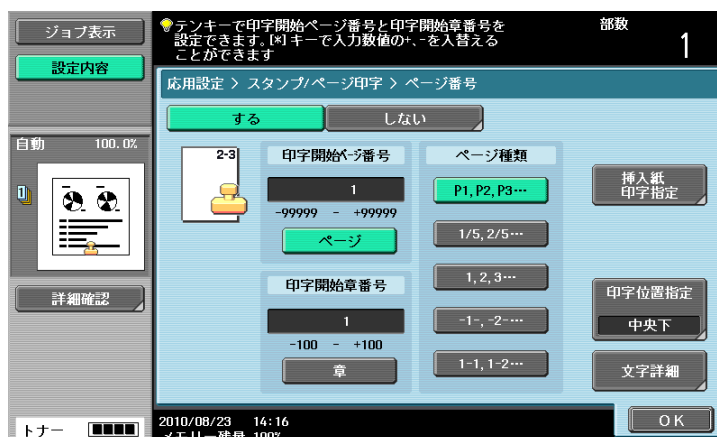 ジョブ表示
設定内容
テンキーで印字開始ページ番号と印字開始章番号を
設定できます。[*]キーで入力数値の+、-を入替える
ことができます
部数
1
応用設定 > スタンプ/ページ印字 > ページ番号
する
しない
自動 100.0%
1
詳細確認
トナー
2-3
印字開始ページ番号
1
-99999 - +99999
ページ
印字開始章番号
1
-100 - +100
章
ページ種類
P1,P2,P3…
1/5,2/5…
1,2,3…
-1-,-2-…
1-1,1-2…
挿入紙
印字指定
印字位置指定
中央下
文字詳細
2010/08/23 14:16
メモリー残量 100%
OK